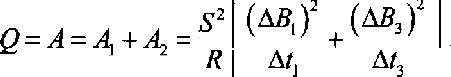 Q = A = A₁ + A₂ = S²/R | (ΔB₁)²/Δt₁ + (ΔB₃)²/Δt₃ | .